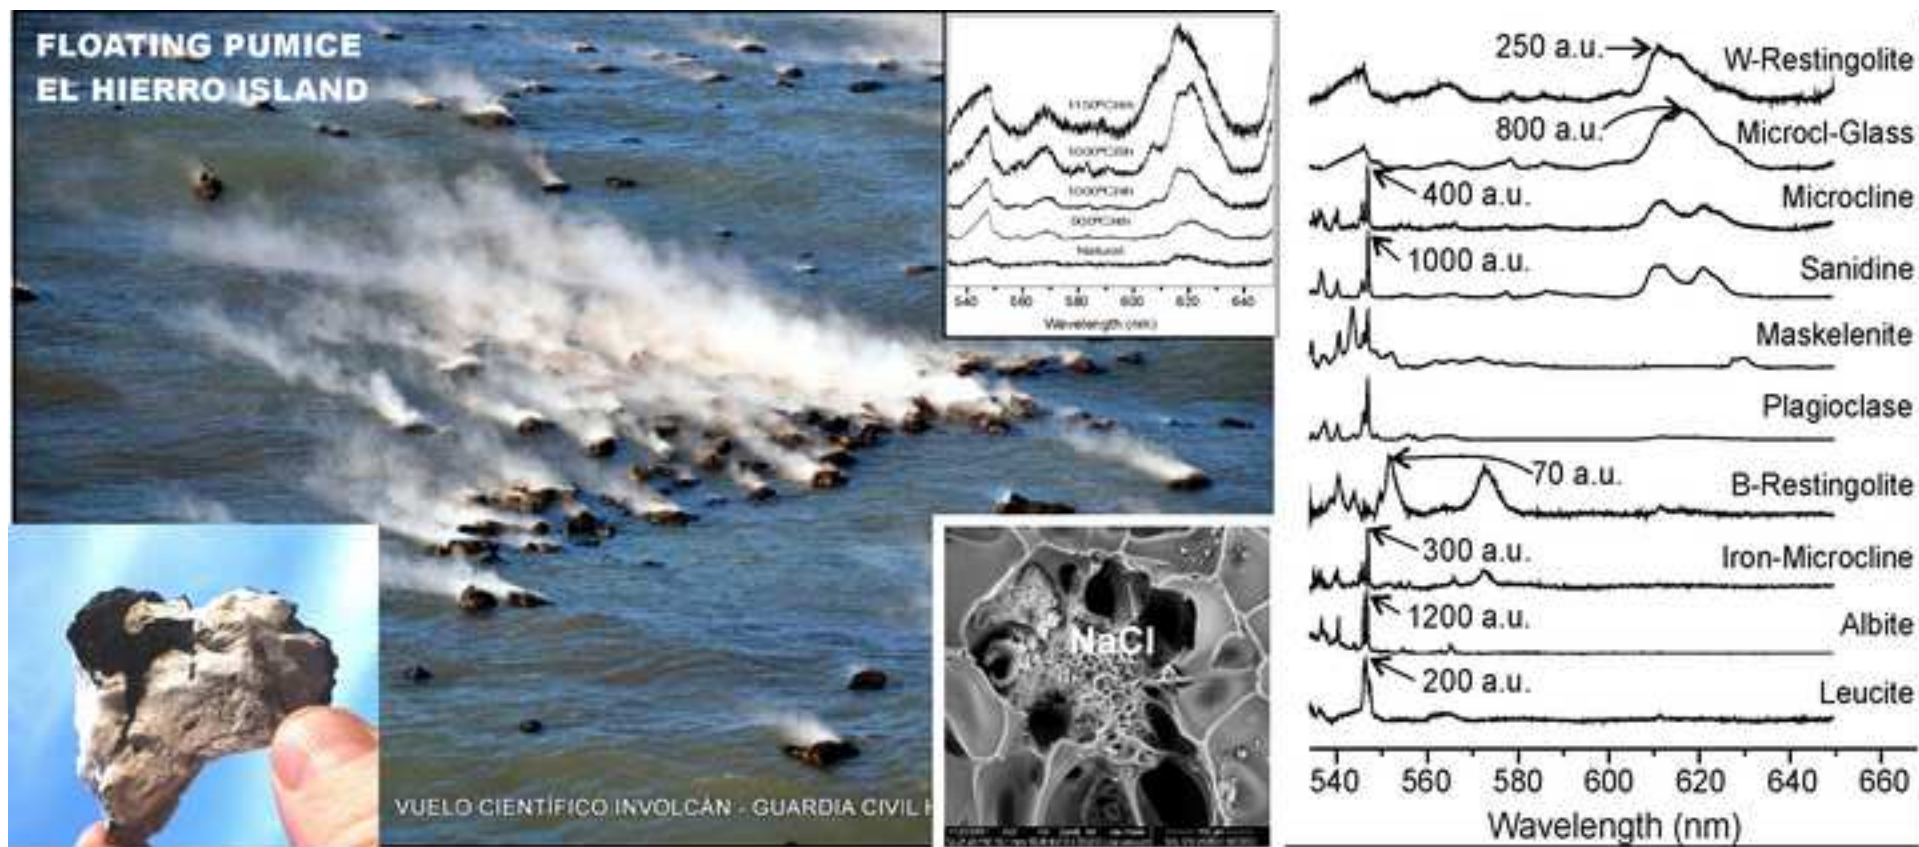 FLOATING PUMICE
EL HIERRO ISLAND
1000ºC/
Natural
540 560 580 600 620 640
Wavelength (nm)
NaCl
VUELO CIENTÍFICO INVOLCÁN - GUARDIA CIVIL
250 a.u.
W-Restingolite
800 a.u.
Microcl-Glass
400 a.u.
Microcline
1000 a.u.
Sanidine
Maskelenite
Plagioclase
70 a.u.
B-Restingolite
300 a.u.
Iron-Microcline
1200 a.u.
Albite
200 a.u.
Leucite
540 560 580 600 620 640 660
Wavelength (nm)